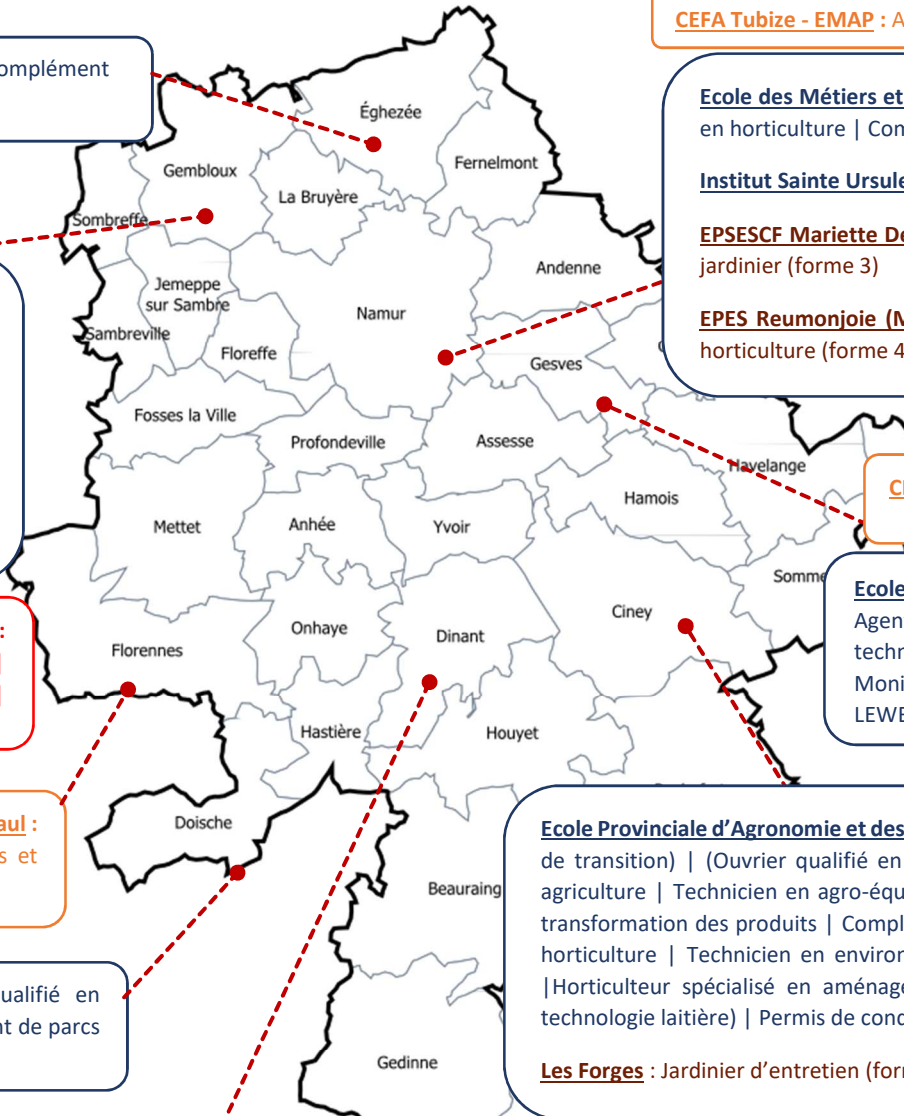 CEFA Tubize - EMAP : A
omplément
Ecole des Métiers et
en horticulture | Com
Institut Sainte Ursule
EPSESCF Mariette De
jardinier (forme 3)
EPES Reumonjoie (M
horticulture (forme 4
Éghezée
Gembloux
Fernelmont
La Bruyère
Sombreffe
Andenne
Jemeppe
sur Sambre
Namur
Sambreville
Floreffe
Gesves
Fosses la Ville
Profondeville
Assesse
Havelange
Hamois
Mettet
Anhée
Yvoir
Somme
Ciney
Onhaye
Dinant
Florennes
Hastière
Houyet
Doische
Beauraing
Gedinne
Ecole
Agen
techn
Moni
LEWE
:
aul :
s et
ualifié en
nt de parcs
Ecole Provinciale d’Agronomie et des
de transition) | (Ouvrier qualifié en
agriculture | Technicien en agro-équ
transformation des produits | Compl
horticulture | Technicien en environ
|Horticulteur spécialisé en aménage
technologie laitière) | Permis de cond
Les Forges : Jardinier d’entretien (forr